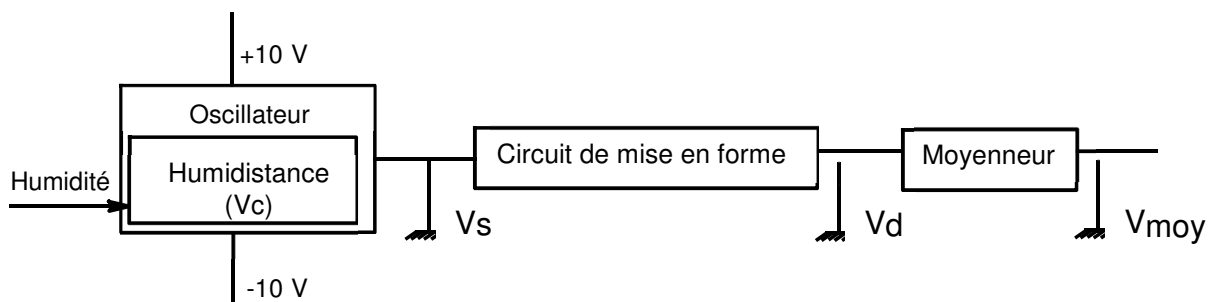 +10 V
Oscillateur
Humidistance
(Vc)
Humidité
-10 V
Vs
Circuit de mise en forme
Vd
Moyenneur
Vmoy